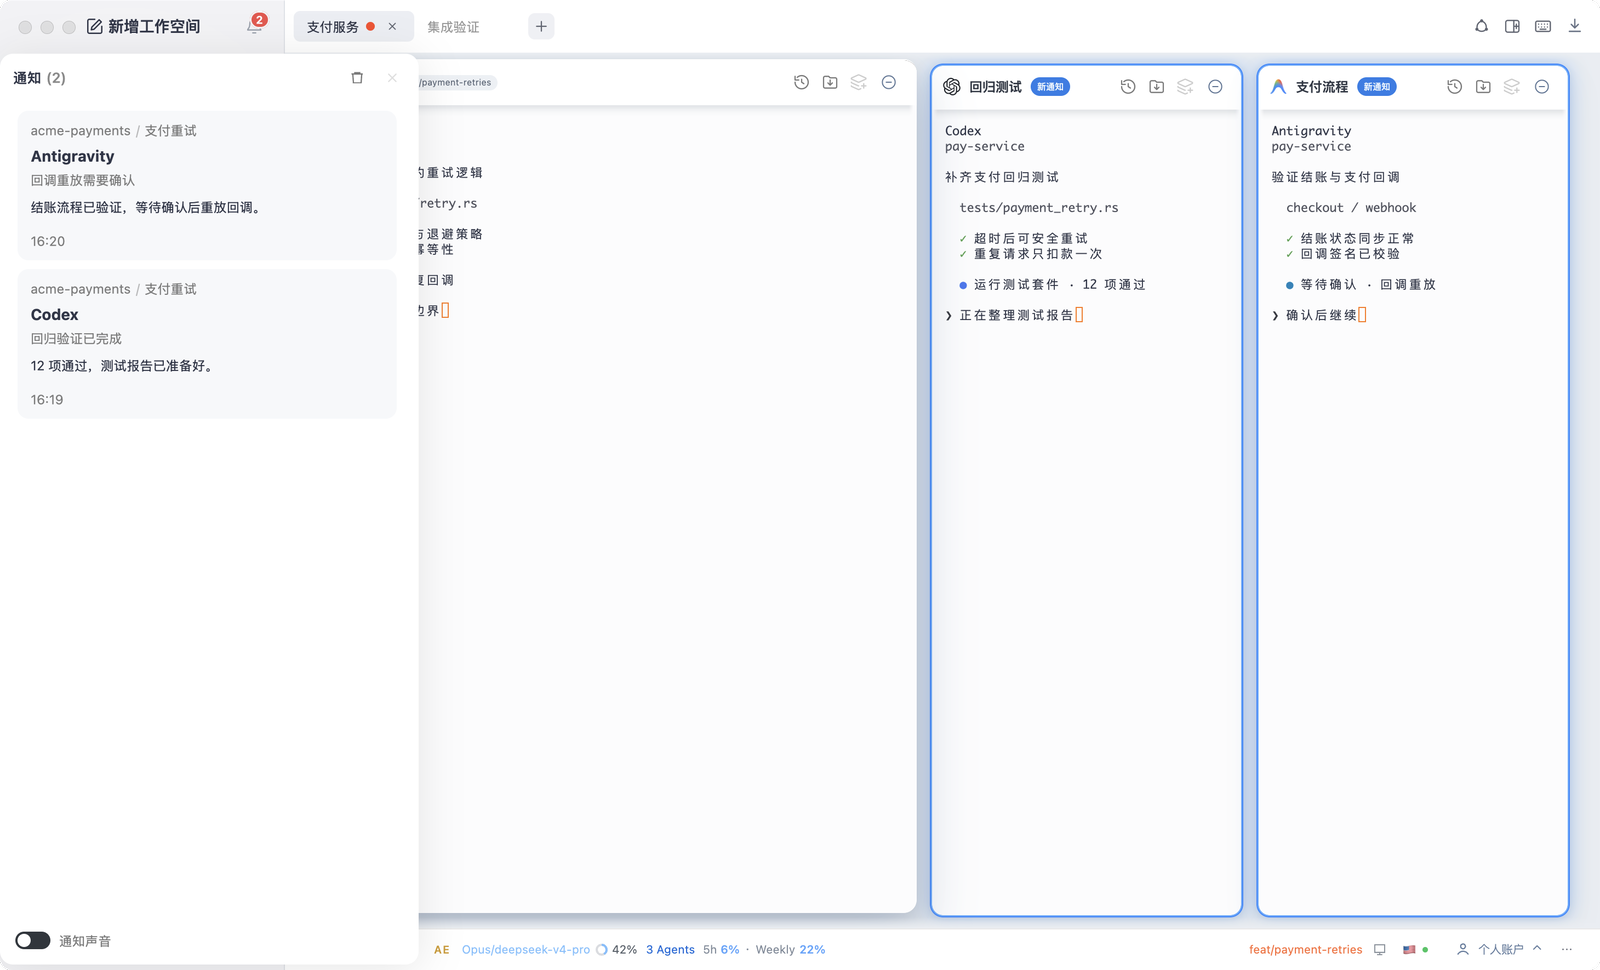 新增工作空间
2
支付服务
集成验证
通知 (2)
acme-payments / 支付重试
Antigravity
回调重放需要确认
结账流程已验证，等待确认后重放回调。
16:20
acme-payments / 支付重试
Codex
回归验证已完成
12 项通过，测试报告已准备好。
16:19
通知声音
/payment-retries
的重试逻辑
/retry.rs
与退避策略
幂等性
复回调
边界
回归测试
新通知
Codex
pay-service
补齐支付回归测试
tests/payment_retry.rs
✓ 超时后可安全重试
✓ 重复请求只扣款一次
● 运行测试套件 · 12 项通过
❯ 正在整理测试报告
支付流程
新通知
Antigravity
pay-service
验证结账与支付回调
checkout / webhook
✓ 结账状态同步正常
✓ 回调签名已校验
● 等待确认 · 回调重放
❯ 确认后继续
AE Opus/deepseek-v4-pro 42% 3 Agents 5h 6% · Weekly 22%
feat/payment-retries
个人账户